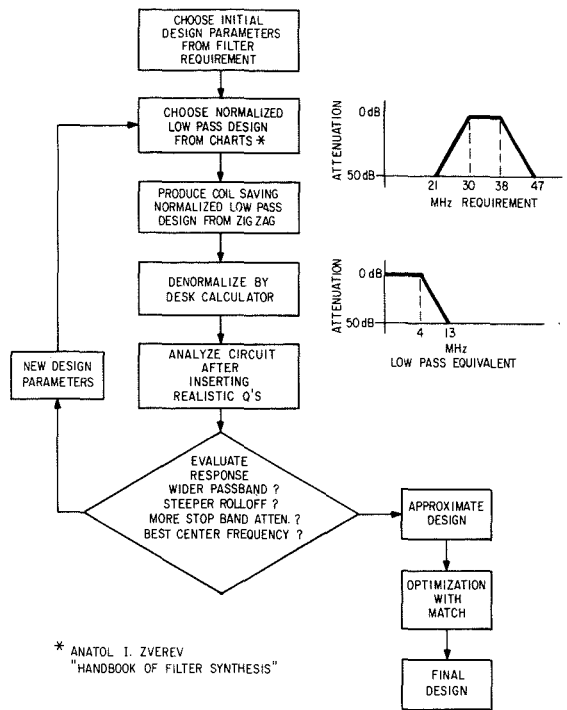 CHOOSE INITIAL
DESIGN PARAMETERS
FROM FILTER
REQUIREMENT
CHOOSE NORMALIZED
LOW PASS DESIGN
FROM CHARTS *
PRODUCE COIL SAVING
NORMALIZED LOW PASS
DESIGN FROM ZIG ZAG
DENORMALIZE BY
DESK CALCULATOR
ANALYZE CIRCUIT
AFTER
INSERTING
REALISTIC Q'S
NEW DESIGN
PARAMETERS
EVALUATE
RESPONSE
WIDER PASSBAND ?
STEEPER ROLLOFF ?
MORE STOP BAND ATTEN. ?
BEST CENTER FREQUENCY ?
APPROXIMATE
DESIGN
OPTIMIZATION
WITH
MATCH
FINAL
DESIGN
ATTENUATION
0 dB
50 dB
21 30 38 47
MHz REQUIREMENT
ATTENUATION
0 dB
50 dB
4 13
MHz
LOW PASS EQUIVALENT
* ANATOL I. ZVEREV
"HANDBOOK OF FILTER SYNTHESIS"